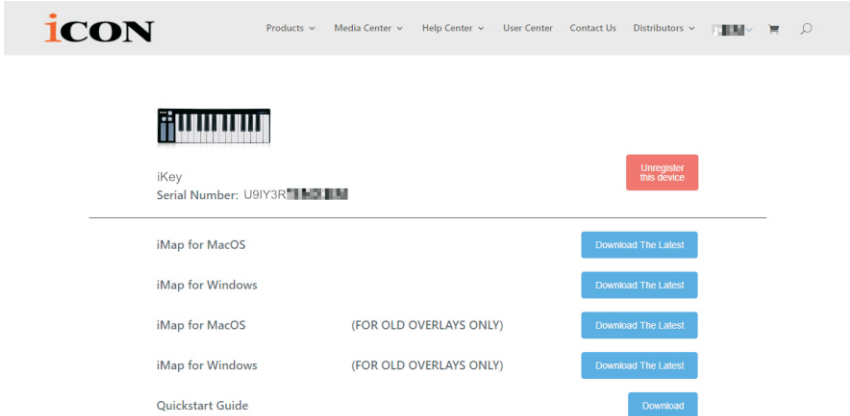 iCON
Products Media Center Help Center User Center Contact Us Distributors
iKey
Serial Number: U9IY3R
Unregister
this device
iMap for MacOS Download The Latest
iMap for Windows Download The Latest
iMap for MacOS (FOR OLD OVERLAYS ONLY) Download The Latest
iMap for Windows (FOR OLD OVERLAYS ONLY) Download The Latest
Quickstart Guide Download